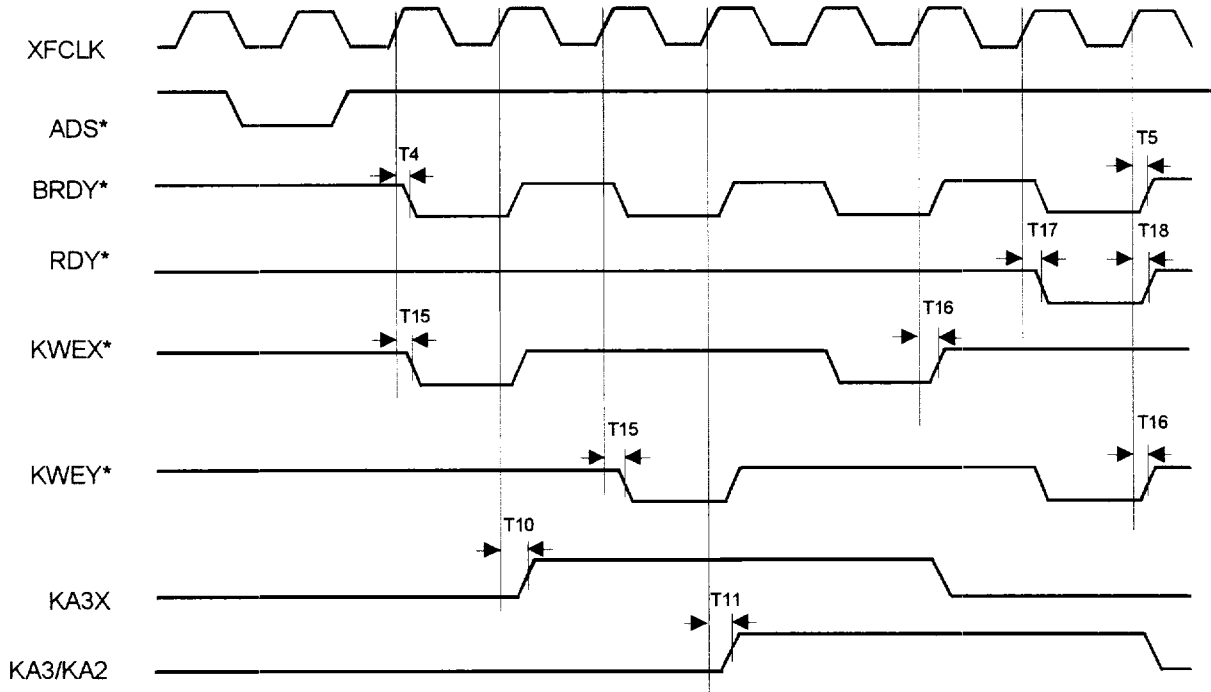 XFCLK
ADS*
T4
T5
BRDY*
T17
T18
RDY*
T15
T16
KWEX*
T15
T16
KWEY*
T10
KA3X
T11
KA3/KA2